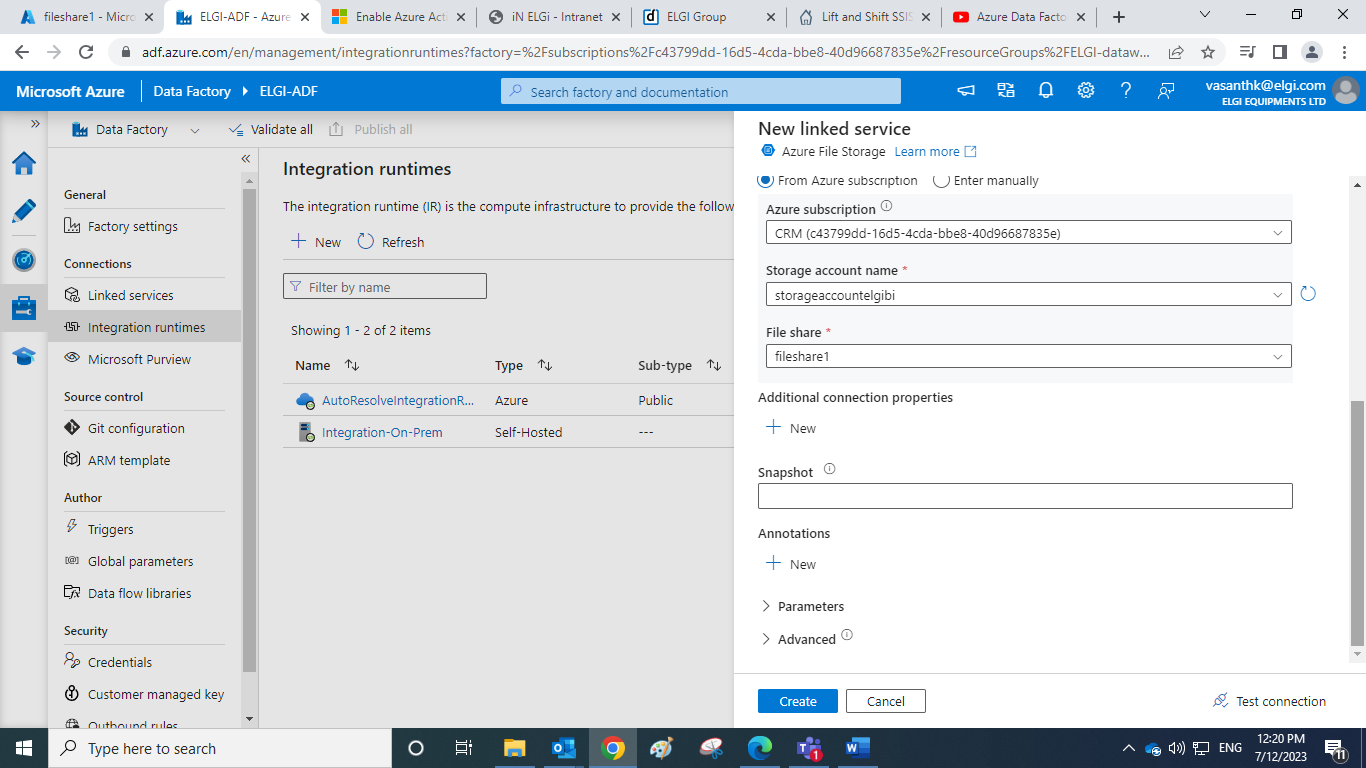 fileshare1 - Micro
ELGI-ADF - Azure
Enable Azure Act
iN ELGi - Intranet
ELGI Group
Lift and Shift SSIS
Azure Data Facto
adf.azure.com/en/management/integrationruntimes?factory=%2Fsubscriptions%2Fc43799dd-16d5-4cda-bbe8-40d96687835e%2FresourceGroups%2FELGI-dataw...
Microsoft Azure
Data Factory
ELGI-ADF
Search factory and documentation
vasanthk@elgi.com
ELGI EQUIPMENTS LTD
Data Factory
Validate all
Publish all
General
Factory settings
Connections
Linked services
Integration runtimes
Microsoft Purview
Source control
Git configuration
ARM template
Author
Triggers
Global parameters
Data flow libraries
Security
Credentials
Customer managed key
Outbound rules
Integration runtimes
The integration runtime (IR) is the compute infrastructure to provide the follow
New
Refresh
Filter by name
Showing 1 - 2 of 2 items
Name Type Sub-type
AutoResolveIntegrationR... Azure Public
Integration-On-Prem Self-Hosted ---
New linked service
Azure File Storage Learn more
From Azure subscription Enter manually
Azure subscription
CRM (c43799dd-16d5-4cda-bbe8-40d96687835e)
Storage account name *
storageaccountelgibi
File share *
fileshare1
Additional connection properties
New
Snapshot
Annotations
New
Parameters
Advanced
Create
Cancel
Test connection
Type here to search
1
ENG
12:20 PM
7/12/2023
11